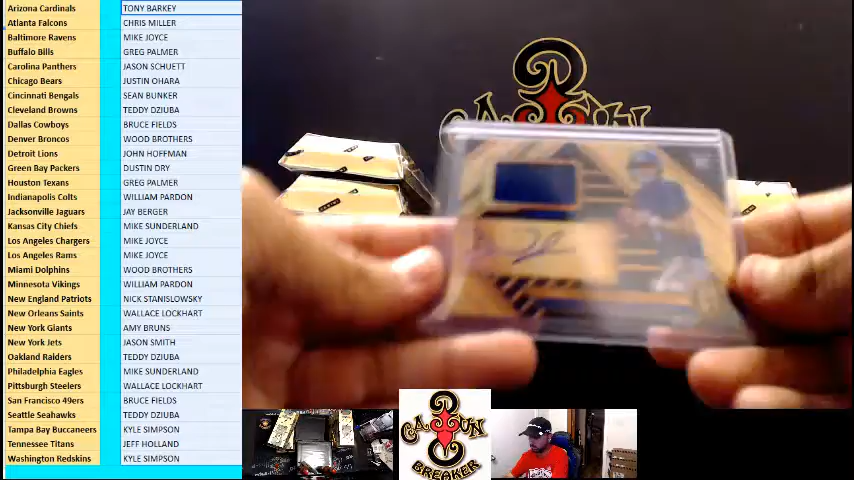 Arizona Cardinals TONY BARKEY
Atlanta Falcons CHRIS MILLER
Baltimore Ravens MIKE JOYCE
Buffalo Bills GREG PALMER
Carolina Panthers JASON SCHUETT
Chicago Bears JUSTIN OHARA
Cincinnati Bengals SEAN BUNKER
Cleveland Browns TEDDY DZIUBA
Dallas Cowboys BRUCE FIELDS
Denver Broncos WOOD BROTHERS
Detroit Lions JOHN HOFFMAN
Green Bay Packers DUSTIN DRY
Houston Texans GREG PALMER
Indianapolis Colts WILLIAM PARDON
Jacksonville Jaguars JAY BERGER
Kansas City Chiefs MIKE SUNDERLAND
Los Angeles Chargers MIKE JOYCE
Los Angeles Rams MIKE JOYCE
Miami Dolphins WOOD BROTHERS
Minnesota Vikings WILLIAM PARDON
New England Patriots NICK STANISLOWSKY
New Orleans Saints WALLACE LOCKHART
New York Giants AMY BRUNS
New York Jets JASON SMITH
Oakland Raiders TEDDY DZIUBA
Philadelphia Eagles MIKE SUNDERLAND
Pittsburgh Steelers WALLACE LOCKHART
San Francisco 49ers BRUCE FIELDS
Seattle Seahawks TEDDY DZIUBA
Tampa Bay Buccaneers KYLE SIMPSON
Tennessee Titans JEFF HOLLAND
Washington Redskins KYLE SIMPSON
CAJUN
BREAKER